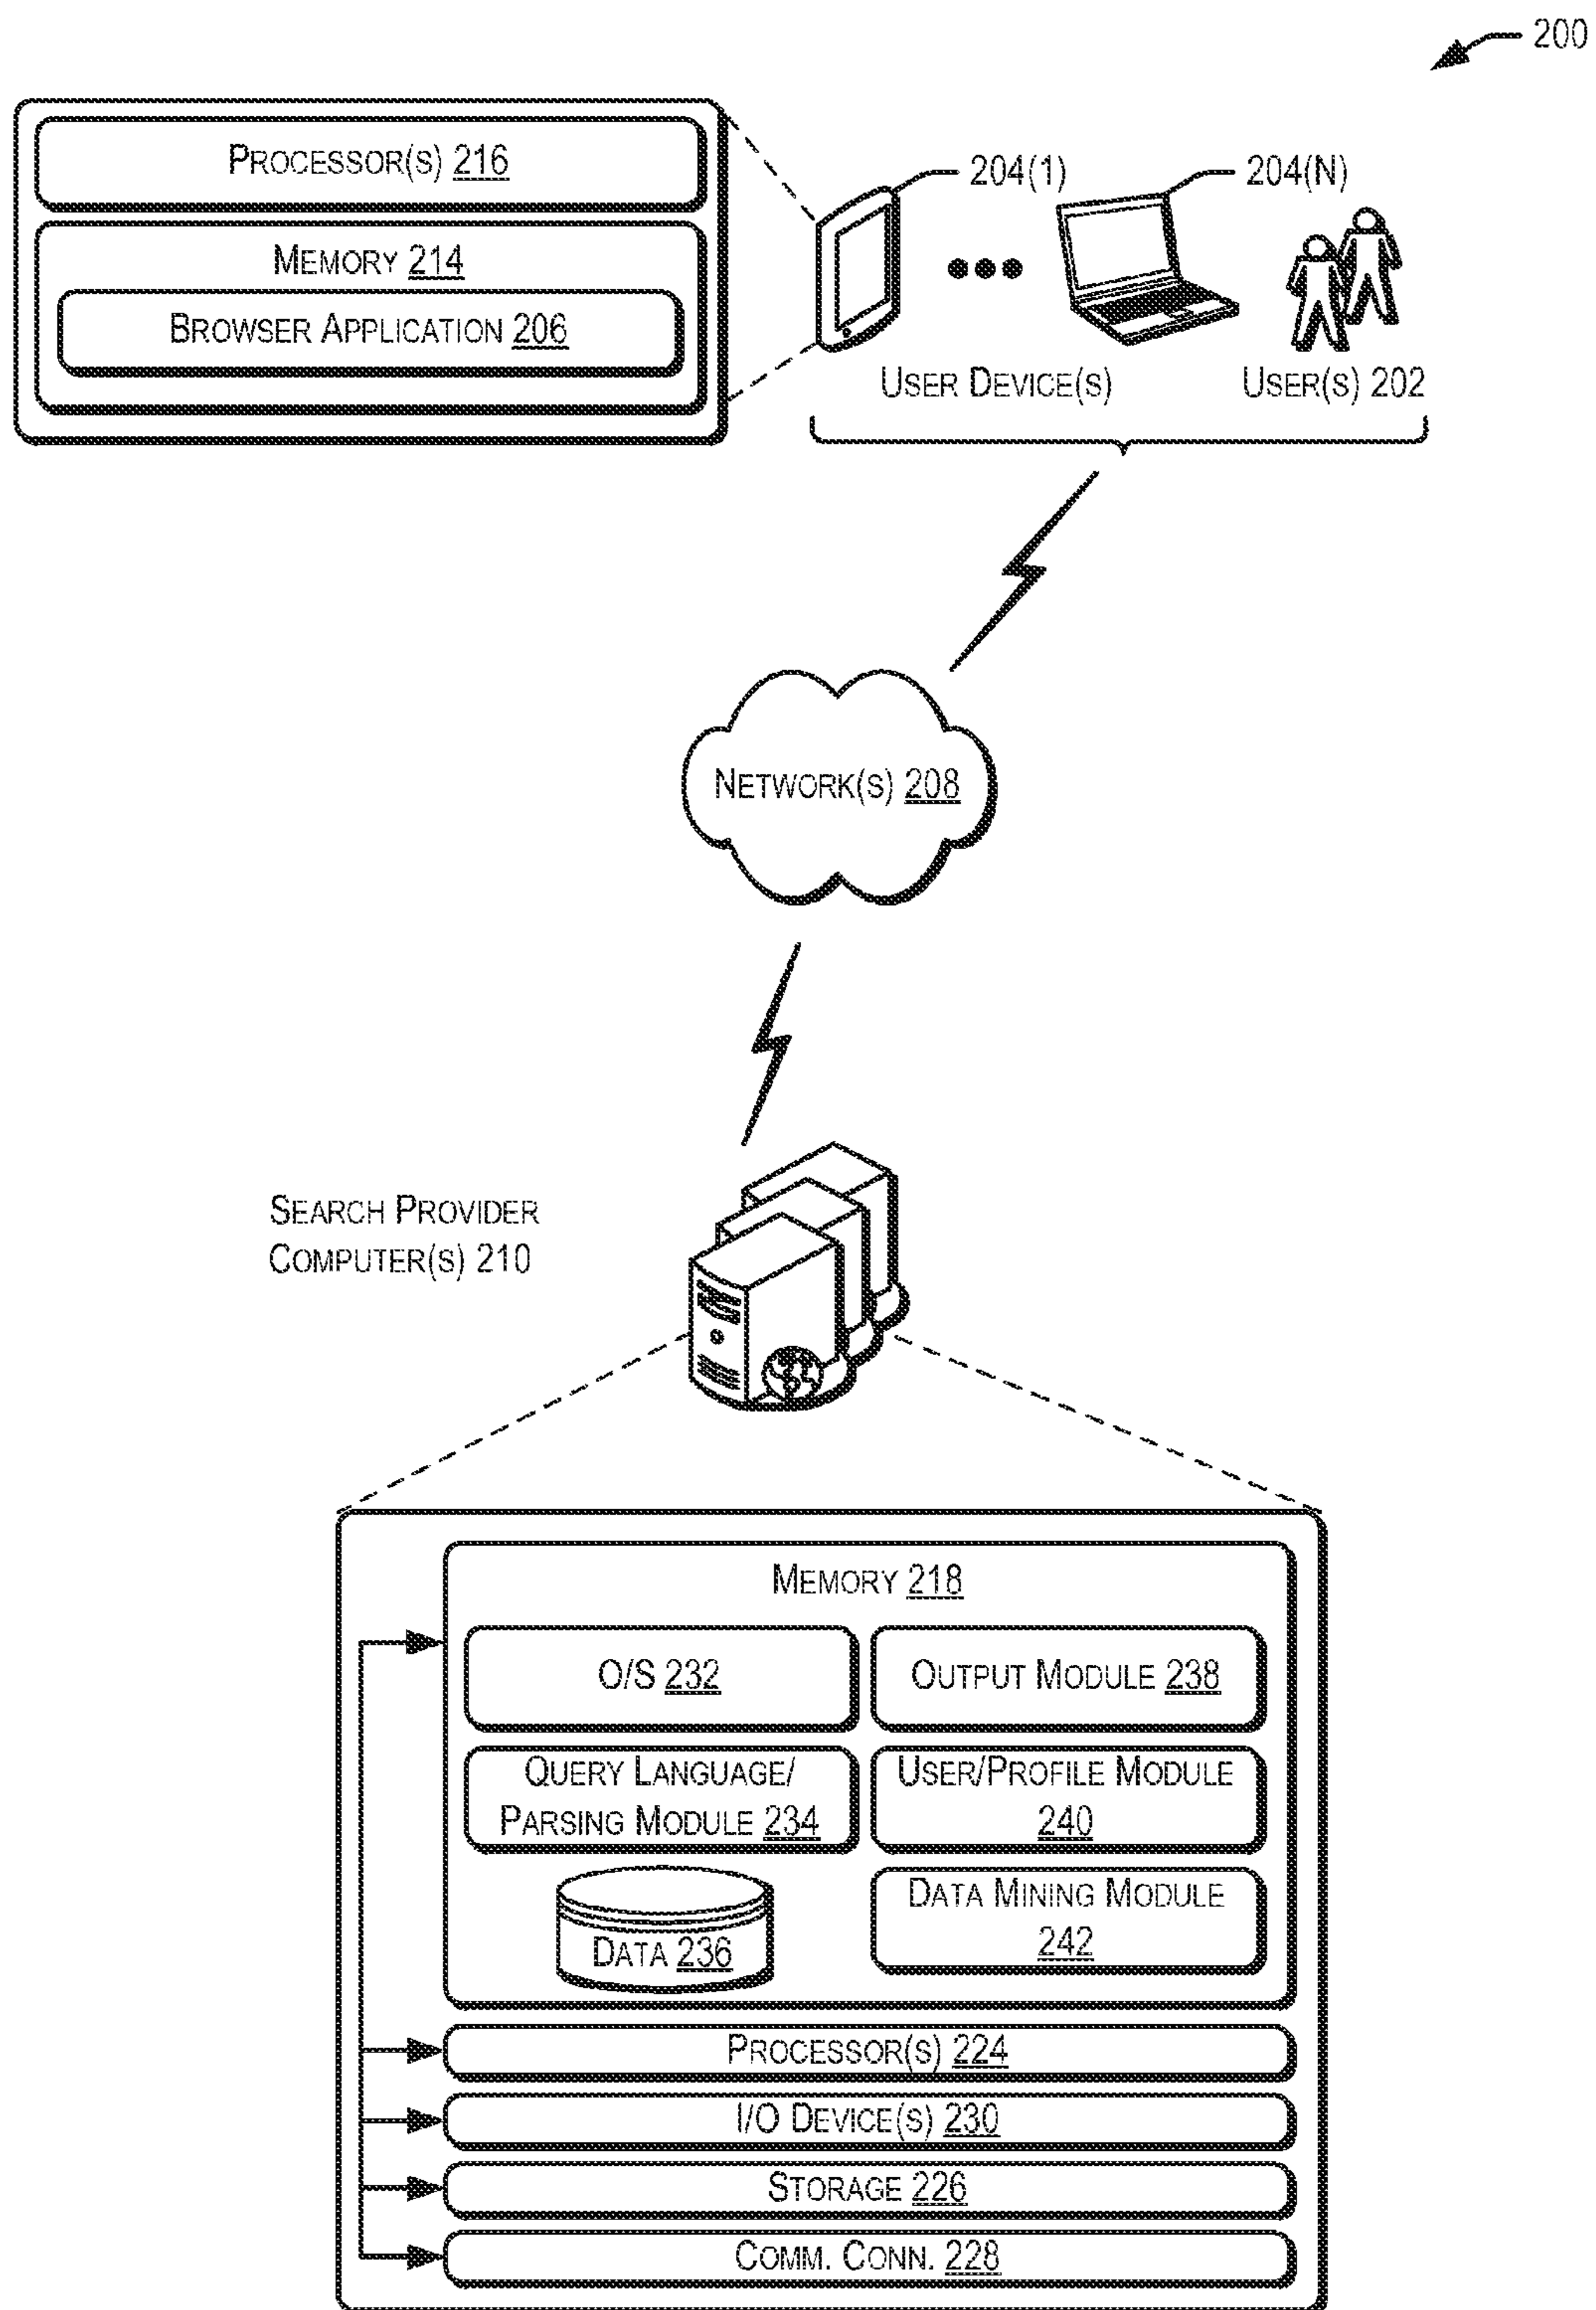 200
PROCESSOR(S) 216
MEMORY 214
BROWSER APPLICATION 206
204(1)
204(N)
USER DEVICE(S)
USER(S) 202
NETWORK(S) 208
SEARCH PROVIDER
COMPUTER(S) 210
MEMORY 218
O/S 232
OUTPUT MODULE 238
QUERY LANGUAGE/
PARSING MODULE 234
USER/PROFILE MODULE
240
DATA 236
DATA MINING MODULE
242
PROCESSOR(S) 224
I/O DEVICE(S) 230
STORAGE 226
COMM. CONN. 228